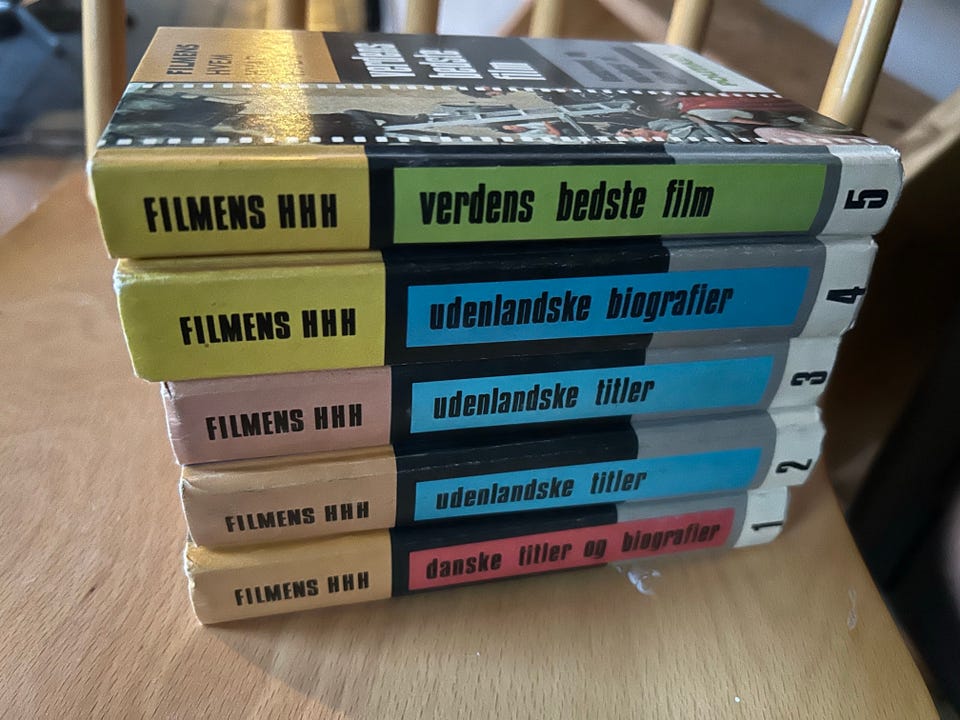 FILMENS
HVEM
verdens
bedste
film
FILMENS HHH verdens bedste film 5
FILMENS HHH udenlandske biografier 4
FILMENS HHH udenlandske titler 3
FILMENS HHH udenlandske titler 2
FILMENS HHH danske titler og biografier 1